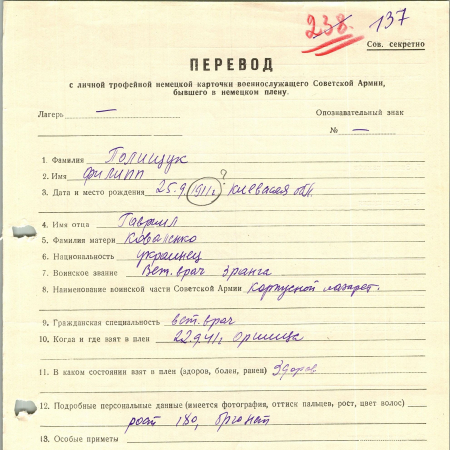 238. 137
Сов. секретно
ПЕРЕВОД
с личной трофейной немецкой карточки военнослужащего Советской Армии,
бывшего в немецком плену.
Лагерь —
Опознавательный знак
№ —
1. Фамилия Полищук
2. Имя Филипп ?
3. Дата и место рождения 25.9.1911г. Киевская обл.
4. Имя отца Гаврил
5. Фамилия матери Коваленко
6. Национальность украинец
7. Воинское звание Вет. врач 3 ранга
8. Наименование воинской части Советской Армии Корпусной лазарет.
9. Гражданская специальность вет. врач
10. Когда и где взят в плен 22.9.41г. Оржица
11. В каком состоянии взят в плен (здоров, болен, ранен) Здоров
12. Подробные персональные данные (имеется фотография, оттиск пальцев, рост, цвет волос)
рост 180,
13. Особые приметы